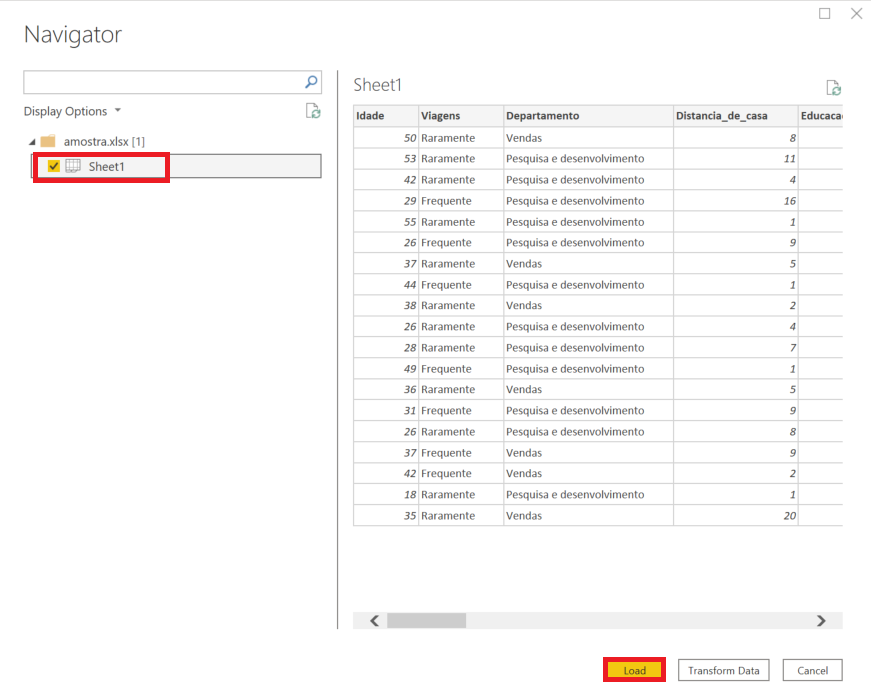 Navigator
Display Options
amostra.xlsx [1]
Sheet1
Sheet1
Idade Viagens Departamento Distancia_de_casa Educaca
50 Raramente Vendas 8
53 Raramente Pesquisa e desenvolvimento 11
42 Raramente Pesquisa e desenvolvimento 4
29 Frequente Pesquisa e desenvolvimento 16
55 Raramente Pesquisa e desenvolvimento 1
26 Frequente Pesquisa e desenvolvimento 9
37 Raramente Vendas 5
44 Frequente Pesquisa e desenvolvimento 1
38 Raramente Vendas 2
26 Raramente Pesquisa e desenvolvimento 4
28 Raramente Pesquisa e desenvolvimento 7
49 Frequente Pesquisa e desenvolvimento 1
36 Raramente Vendas 5
31 Frequente Pesquisa e desenvolvimento 9
26 Raramente Pesquisa e desenvolvimento 8
37 Frequente Vendas 9
42 Frequente Vendas 2
18 Raramente Pesquisa e desenvolvimento 1
35 Raramente Vendas 20
Load Transform Data Cancel